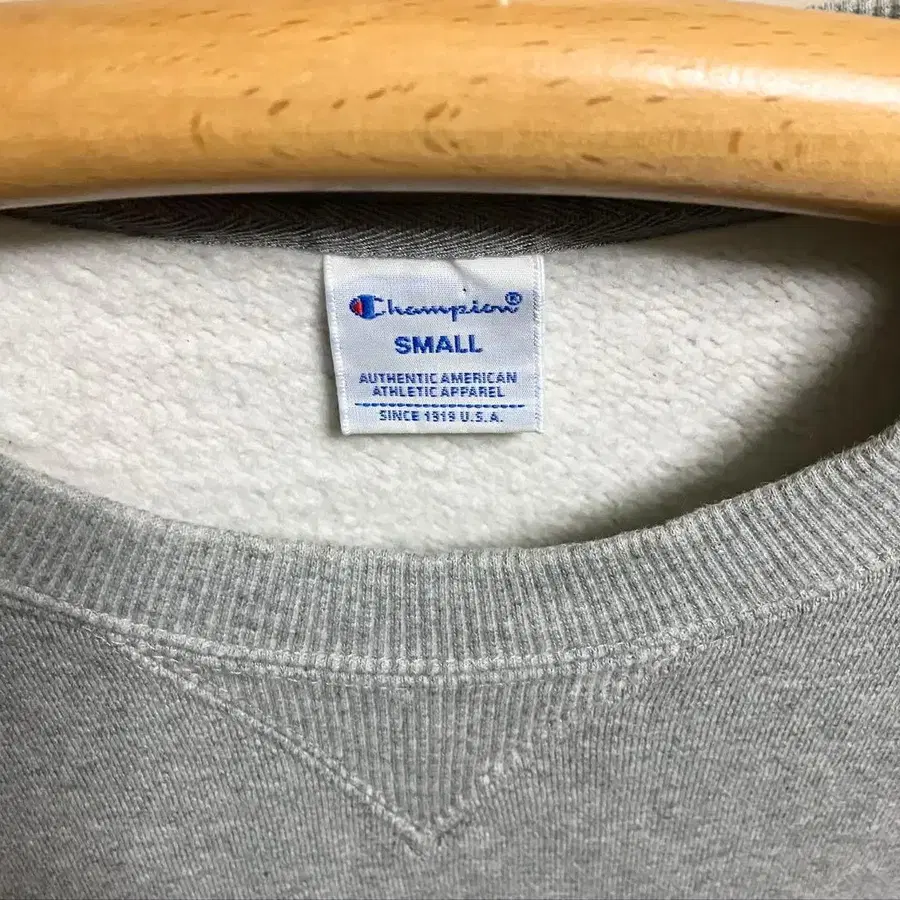 Champion®
SMALL
AUTHENTIC AMERICAN
ATHLETIC APPAREL
SINCE 1919 U.S.A.